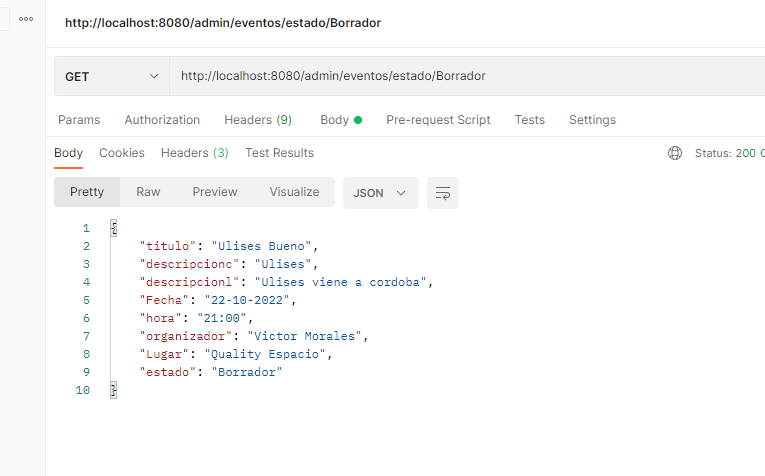 http://localhost:8080/admin/eventos/estado/Borrador
GET http://localhost:8080/admin/eventos/estado/Borrador
Params Authorization Headers (9) Body Pre-request Script Tests Settings
Body Cookies Headers (3) Test Results Status: 200 O
Pretty Raw Preview Visualize JSON
1 {
2 "titulo": "Ulises Bueno",
3 "descripcionc": "Ulises",
4 "descripcionl": "Ulises viene a cordoba",
5 "Fecha": "22-10-2022",
6 "hora": "21:00",
7 "organizador": "Victor Morales",
8 "Lugar": "Quality Espacio",
9 "estado": "Borrador"
10 }